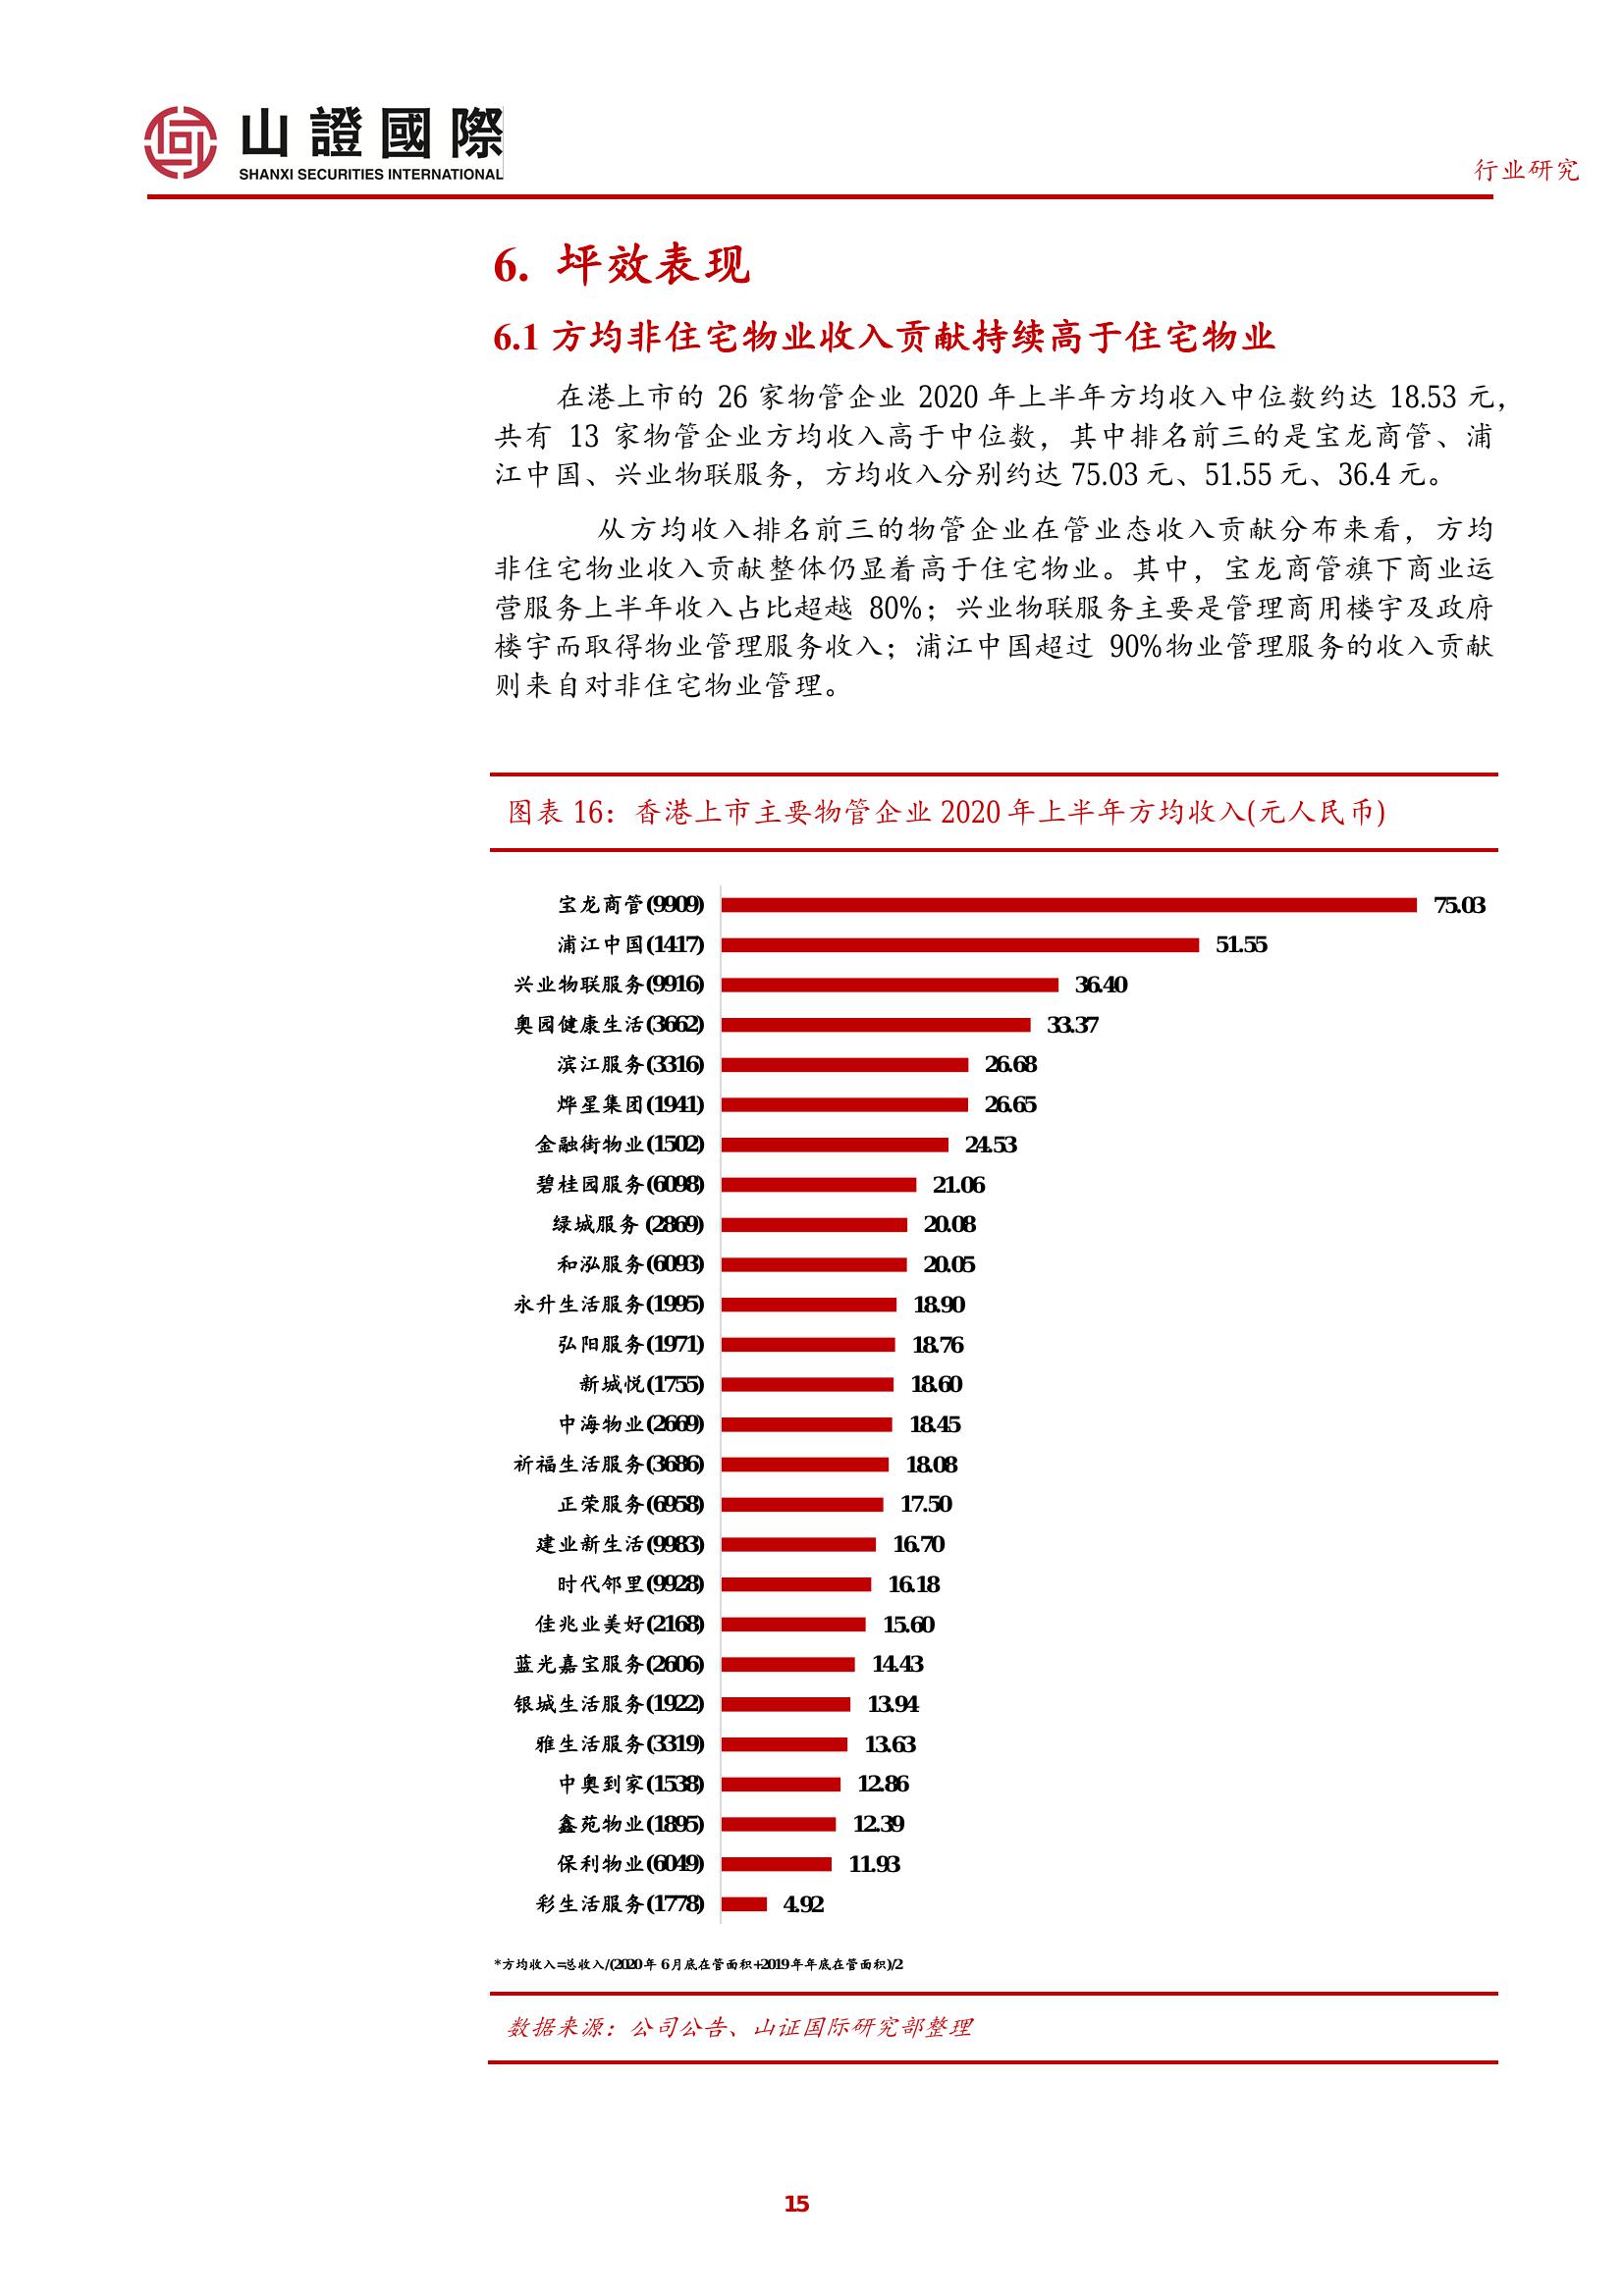 山證國際
SHANXI SECURITIES INTERNATIONAL
行业研究
6. 坪效表现
6.1 方均非住宅物业收入贡献持续高于住宅物业
在港上市的 26 家物管企业 2020 年上半年方均收入中位数约达 18.53 元，
共有 13 家物管企业方均收入高于中位数，其中排名前三的是宝龙商管、浦
江中国、兴业物联服务，方均收入分别约达 75.03 元、51.55 元、36.4 元。
从方均收入排名前三的物管企业在管业态收入贡献分布来看，方均
非住宅物业收入贡献整体仍显着高于住宅物业。其中，宝龙商管旗下商业运
营服务上半年收入占比超越 80%；兴业物联服务主要是管理商用楼宇及政府
楼宇而取得物业管理服务收入；浦江中国超过 90%物业管理服务的收入贡献
则来自对非住宅物业管理。
图表 16：香港上市主要物管企业 2020 年上半年方均收入(元人民币)
宝龙商管(9909) 75.03
浦江中国(1417) 51.55
兴业物联服务(9916) 36.40
奥园健康生活(3662) 33.37
滨江服务(3316) 26.68
烨星集团(1941) 26.65
金融街物业(1502) 24.53
碧桂园服务(6098) 21.06
绿城服务 (2869) 20.08
和泓服务(6093) 20.05
永升生活服务(1995) 18.90
弘阳服务(1971) 18.76
新城悦(1755) 18.60
中海物业(2669) 18.45
祈福生活服务(3686) 18.08
正荣服务(6958) 17.50
建业新生活(9983) 16.70
时代邻里(9928) 16.18
佳兆业美好(2168) 15.60
蓝光嘉宝服务(2606) 14.43
银城生活服务(1922) 13.94
雅生活服务(3319) 13.63
中奥到家(1538) 12.86
鑫苑物业(1895) 12.39
保利物业(6049) 11.93
彩生活服务(1778) 4.92
*方均收入=总收入/(2020年 6月底在管面积+2019年年底在管面积)/2
数据来源：公司公告、山证国际研究部整理
15